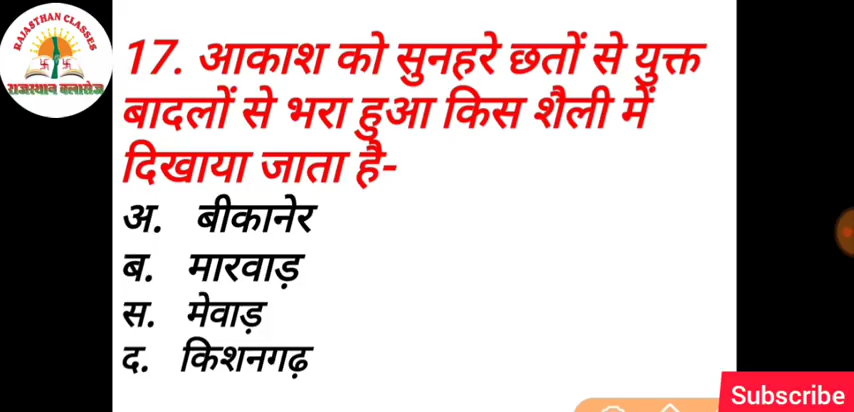 RAJASTHAN CLASSES
राजस्थान क्लासेज
17. आकाश को सुनहरे छतों से युक्त
बादलों से भरा हुआ किस शैली में
दिखाया जाता है-
अ. बीकानेर
ब. मारवाड़
स. मेवाड़
द. किशनगढ़
Subscribe